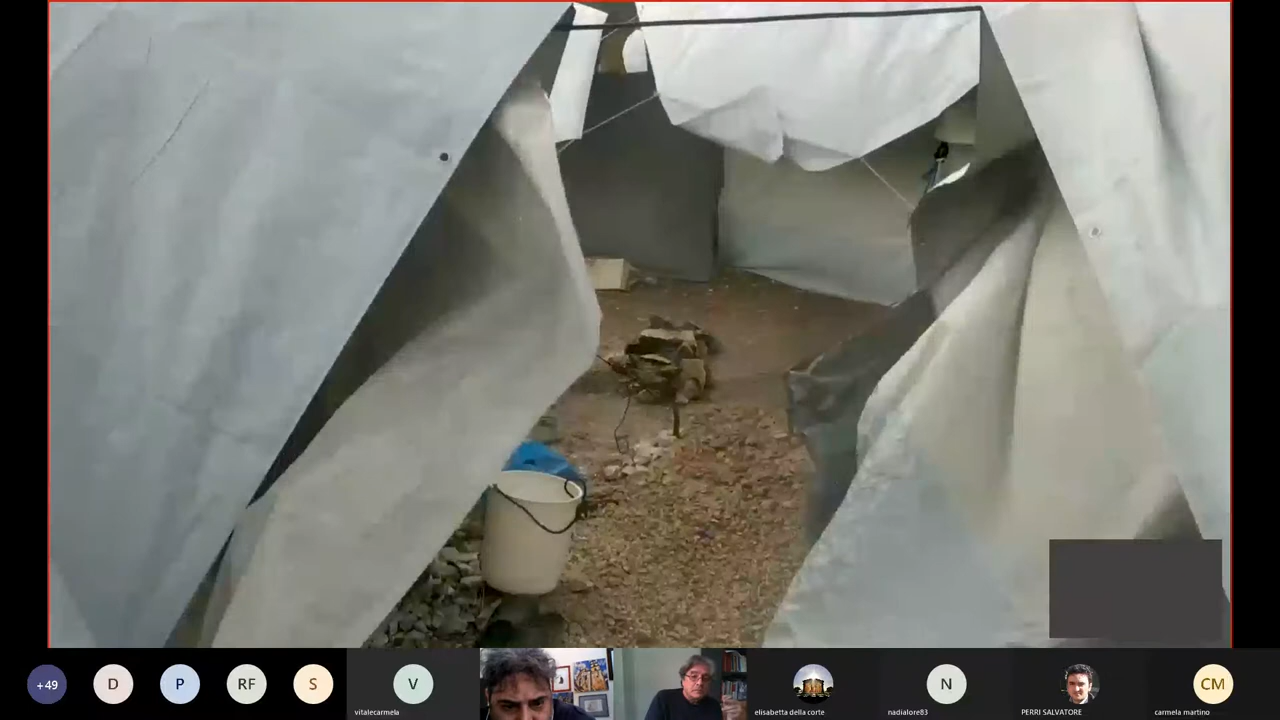 +49
D
P
RF
S
V
N
CM
vitalecarmela
elisabetta della corte
nadialore83
PERRI SALVATORE
carmela martino